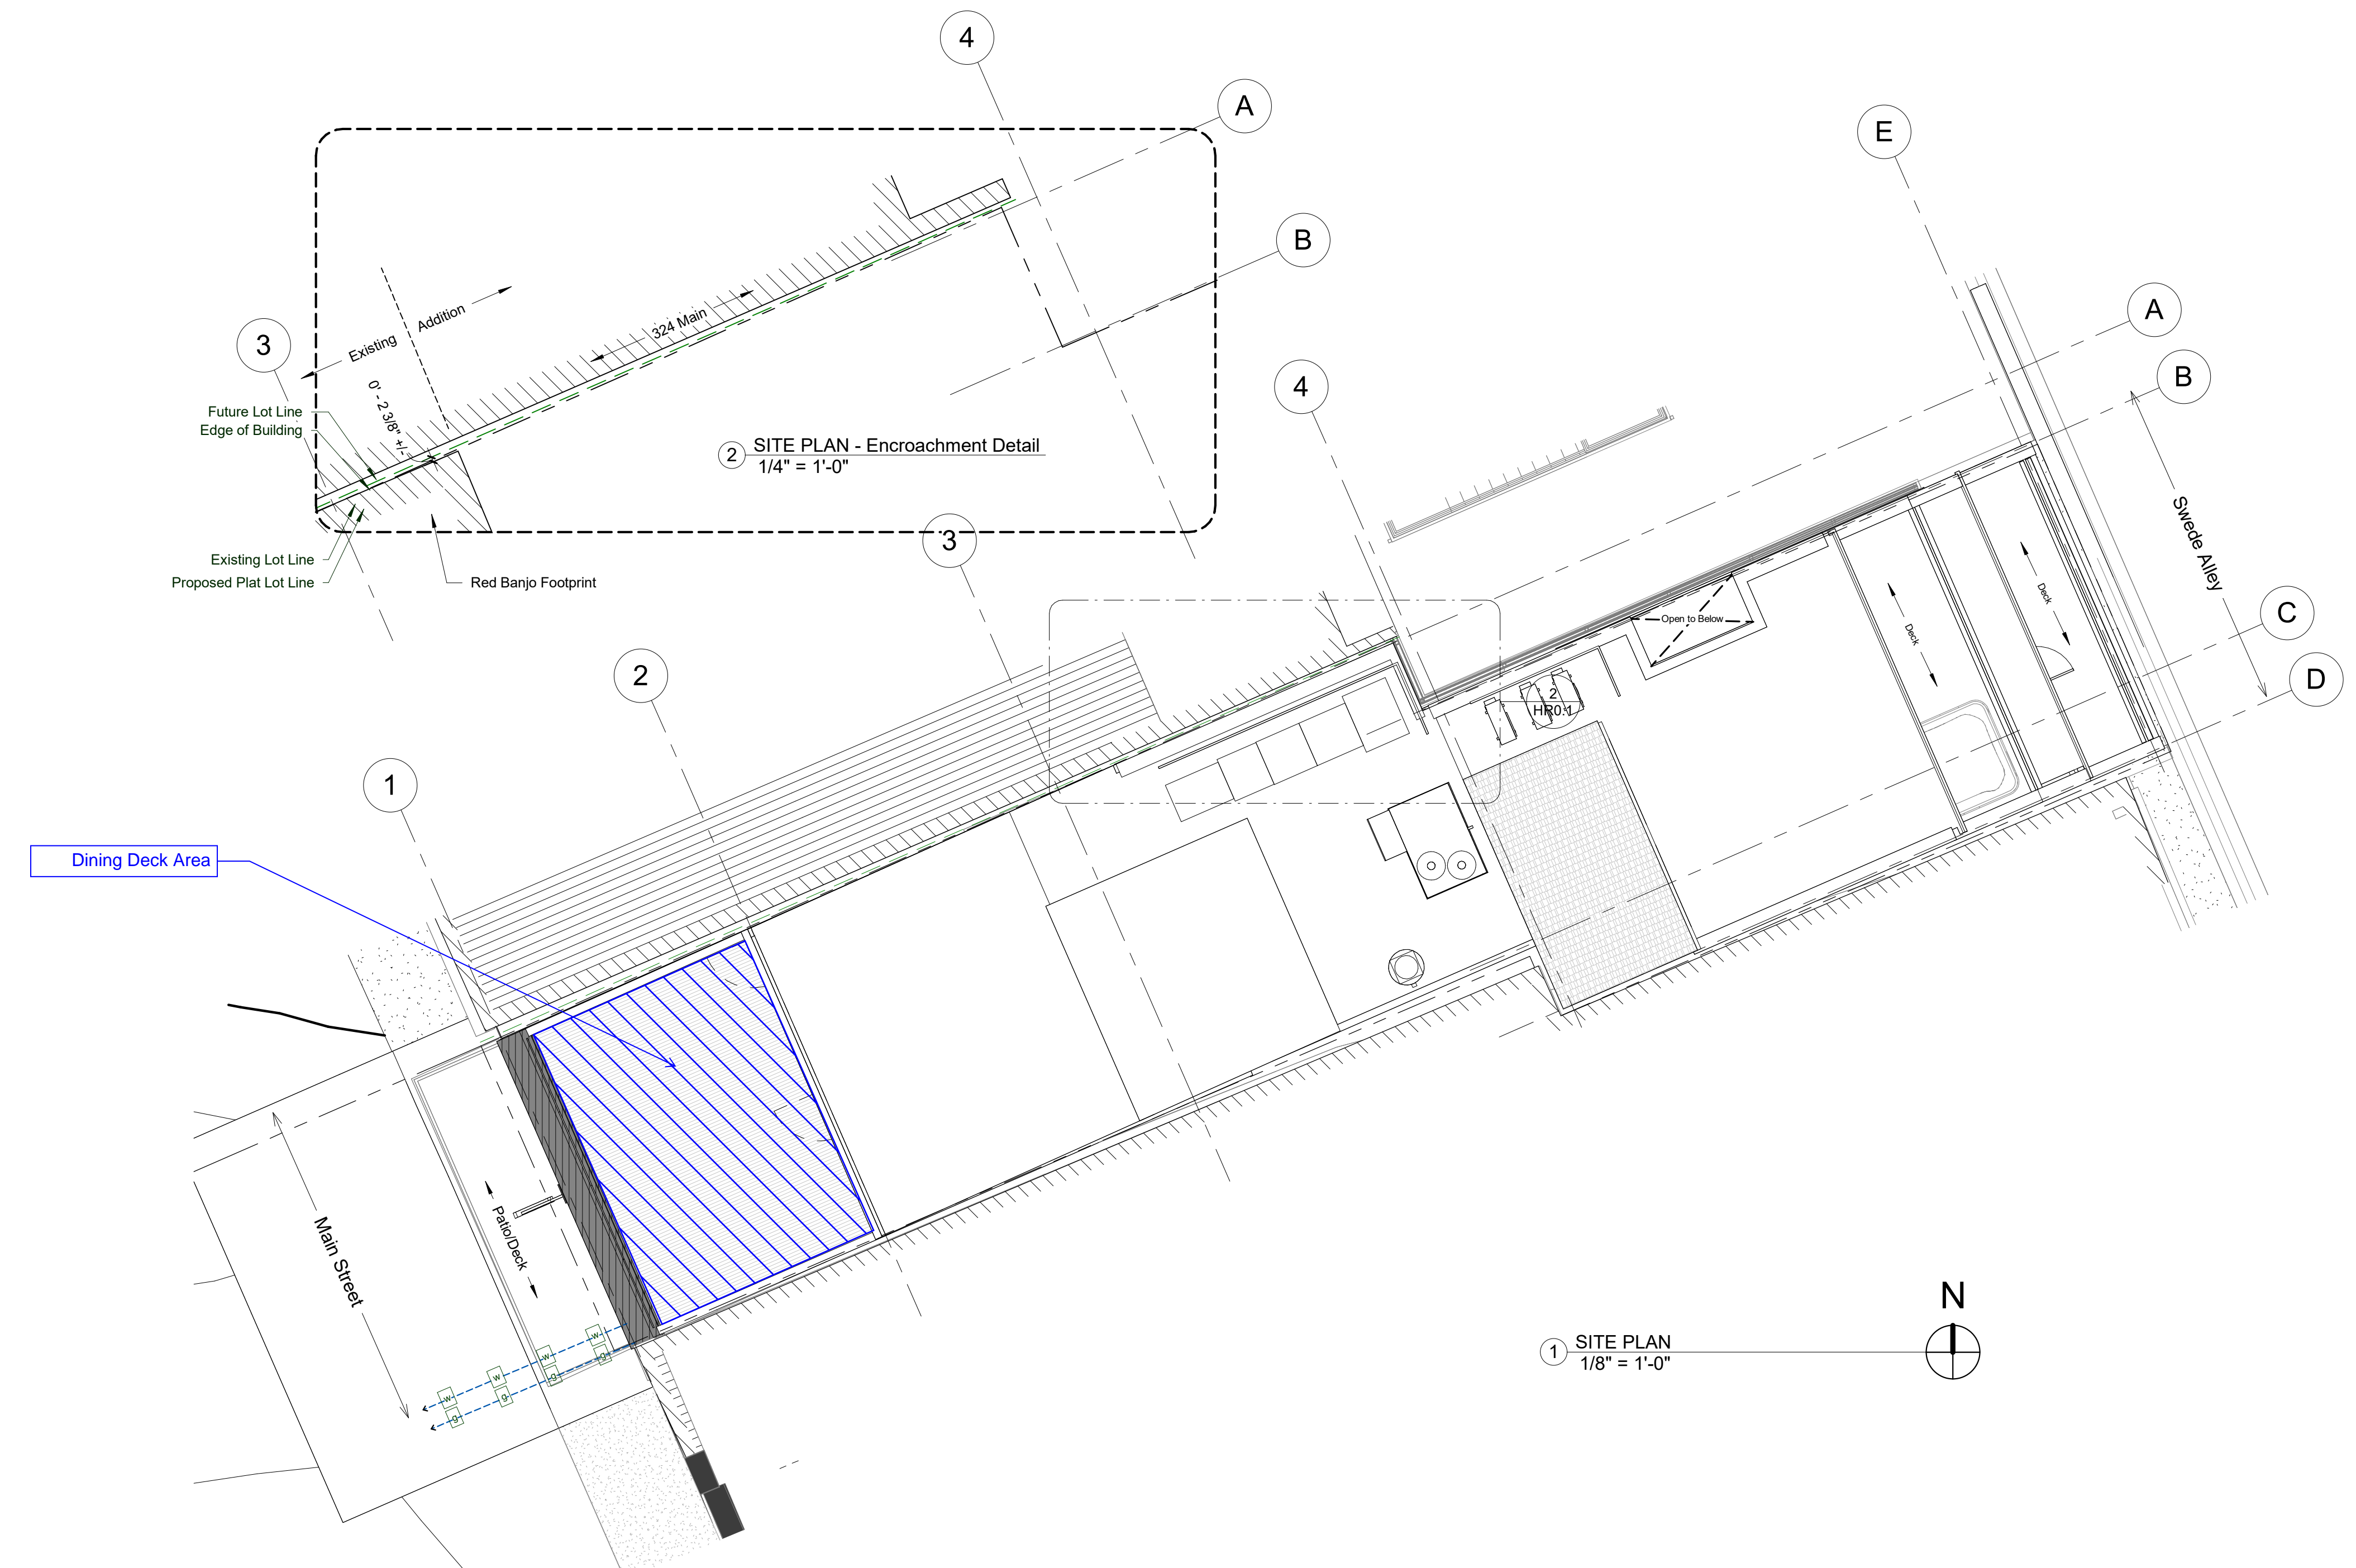 4
A
E
B
A
3
Existing
Addition
324 Main
0' - 2 3/8" +/-
Future Lot Line
Edge of Building
2
SITE PLAN - Encroachment Detail
1/4" = 1'-0"
Existing Lot Line
Proposed Plat Lot Line
Red Banjo Footprint
3
4
B
Swede Alley
C
D
Deck
Deck
Open to Below
2
HR0.1
2
1
Dining Deck Area
Main Street
Patio/Deck
w
w
w
w
g
g
g
g
N
1
SITE PLAN
1/8" = 1'-0"